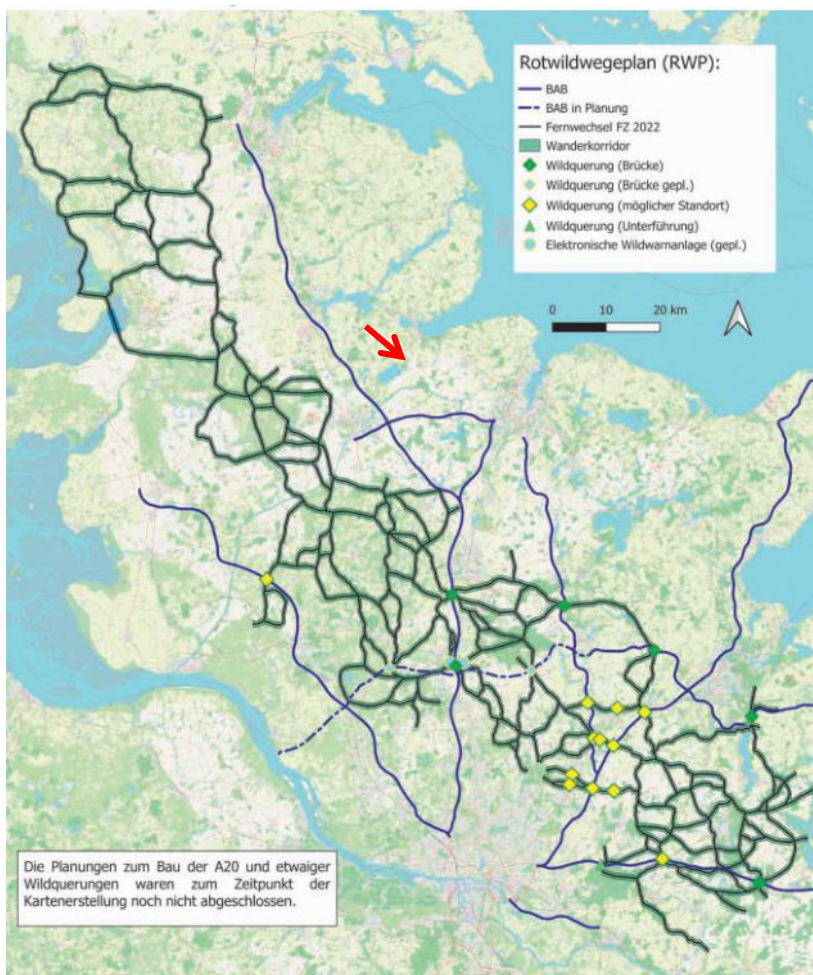 Rotwildwegeplan (RWP):
BAB
BAB in Planung
Fernwechsel FZ 2022
Wanderkorridor
Wildquerung (Brücke)
Wildquerung (Brücke gepl.)
Wildquerung (möglicher Standort)
Wildquerung (Unterführung)
Elektronische Wildwarnanlage (gepl.)
0 10 20 km
Die Planungen zum Bau der A20 und etwaiger
Wildquerungen waren zum Zeitpunkt der
Kartenerstellung noch nicht abgeschlossen.